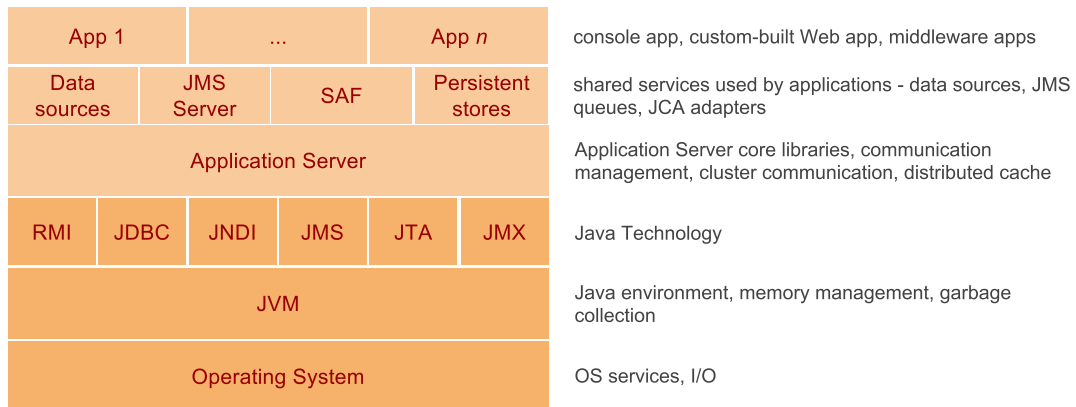 App 1
...
App n
console app, custom-built Web app, middleware apps
Data
sources
JMS
Server
SAF
Persistent
stores
shared services used by applications - data sources, JMS
queues, JCA adapters
Application Server
Application Server core libraries, communication
management, cluster communication, distributed cache
RMI
JDBC
JNDI
JMS
JTA
JMX
Java Technology
JVM
Java environment, memory management, garbage
collection
Operating System
OS services, I/O